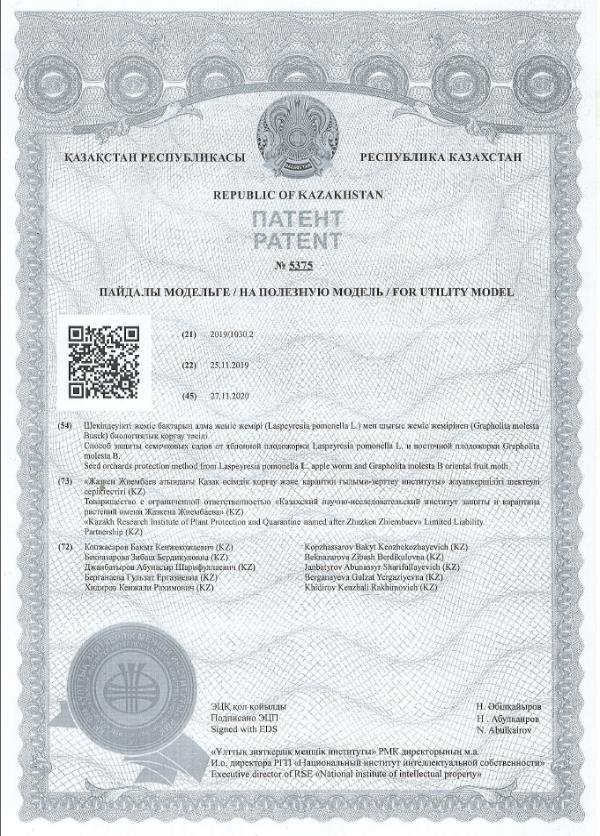 ҚАЗАҚСТАН РЕСПУБЛИКАСЫ
РЕСПУБЛИКА КАЗАХСТАН
REPUBLIC OF KAZAKHSTAN
ПАТЕНТ
PATENT
№ 5375
ПАЙДАЛЫ МОДЕЛЬГЕ / НА ПОЛЕЗНУЮ МОДЕЛЬ / FOR UTILITY MODEL
(21) 2019/1030.2
(22) 25.11.2019
(45) 27.11.2020
(54) Шекілдеуікті жеміс бақтарын алма жеміс жемірі (Laspeyresia pomonella L.) мен шығыс жеміс жемірінен (Grapholita molesta
Busck) биологиялық қорғау тәсілі
Способ защиты семечковых садов от яблонной плодожорки Laspeyresia pomonella L. и восточной плодожорки Grapholita
molesta B.
Seed orchards protection method from Laspeyresia pomonella L. apple worm and Grapholita molesta B oriental fruit moth
(73) «Жазкен Жиембаев атындағы Қазақ өсімдік қорғау және карантин ғылыми-зерттеу институты» жауапкершілігі шектеулі
серіктестігі (KZ)
Товарищество с ограниченной ответственностью «Казахский научно-исследовательский институт защиты и карантина
растений имени Жазкена Жиембаева» (KZ)
«Kazakh Research Institute of Plant Protection and Quarantine named after Zhazken Zhiembaev» Limited Liability
Partnership (KZ)
(72) Копжасаров Бакыт Кенжекожаевич (KZ)
Kopzhassarov Bakyt Kenzhekozhayevich (KZ)
Бекназарова Зибаш Бердикуловна (KZ)
Beknazarova Zibash Berdikulovna (KZ)
Джанбатыров Абунасыр Шарифуллаевич (KZ)
Janbatyrov Abunassyr Sharifullayevich (KZ)
Берганаева Гульзат Ергазиевна (KZ)
Berganayeva Gulzat Yergaziyevna (KZ)
Хидиров Кенжали Рахимович (KZ)
Khidirov Kenzhali Rakhimovich (KZ)
ЭЦҚ қол қойылды
Н. Әбілқайыров
Подписано ЭЦП
Н. Абулкаиров
Signed with EDS
N. Abulkairov
«Ұлттық зияткерлік меншік институты» РМК директорының м.а.
И.о. директора РГП «Национальный институт интеллектуальной собственности»
Executive director of RSE «National institute of intellectual property»